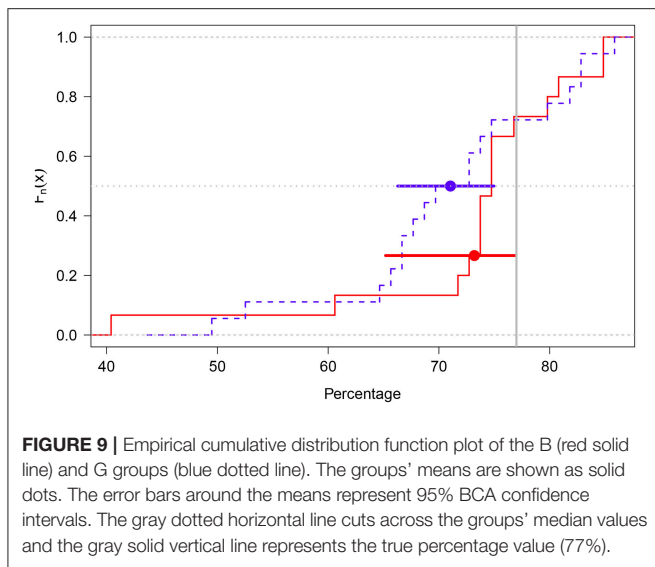 1.0
0.8
0.6
0.4
0.2
0.0
Fn(x)
40 50 60 70 80
Percentage
FIGURE 9 | Empirical cumulative distribution function plot of the B (red solid
line) and G groups (blue dotted line). The groups' means are shown as solid
dots. The error bars around the means represent 95% BCA confidence
intervals. The gray dotted horizontal line cuts across the groups' median values
and the gray solid vertical line represents the true percentage value (77%).